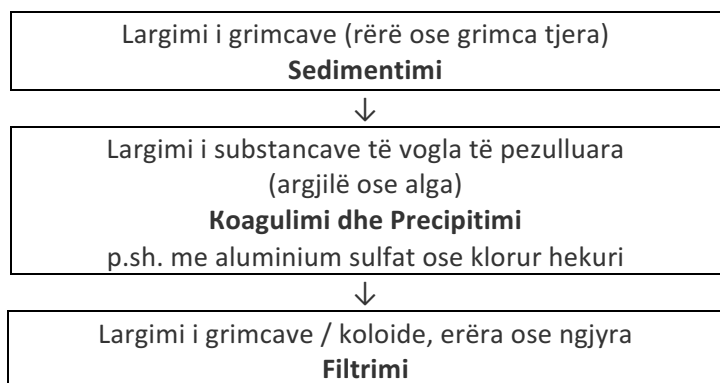 Largimi i grimcave (rërë ose grimca tjera)
Sedimentimi
↓
Largimi i substancave të vogla të pezulluara
(argjilë ose alga)
Koagulimi dhe Precipitimi
p.sh. me aluminium sulfat ose klorur hekuri
↓
Largimi i grimcave / koloide, erëra ose ngjyra
Filtrimi